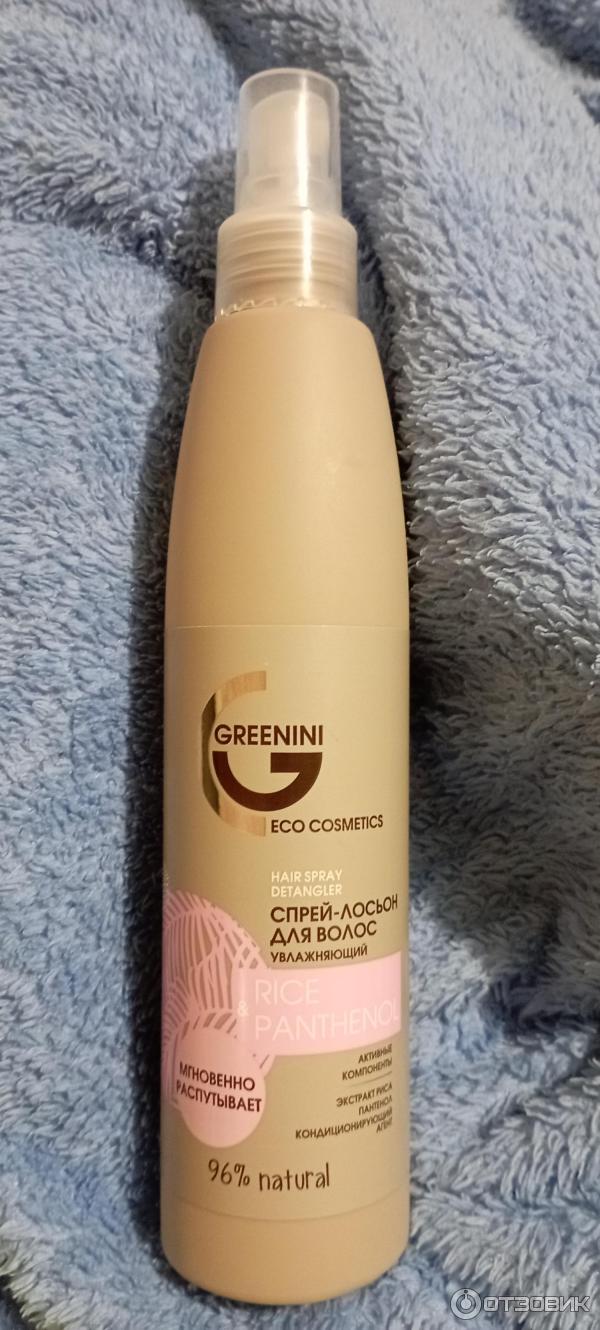 GREENINI
ECO COSMETICS
HAIR SPRAY
DETANGLER
СПРЕЙ-ЛОСЬОН
ДЛЯ ВОЛОС
УВЛАЖНЯЮЩИЙ
RICE
& PANTHENOL
АКТИВНЫЕ
КОМПОНЕНТЫ
ЭКСТРАКТ РИСА
ПАНТЕНОЛ
КОНДИЦИОНИРУЮЩИЙ
АГЕНТ
МГНОВЕННО
РАСПУТЫВАЕТ
96% natural
ОТЗОВИК